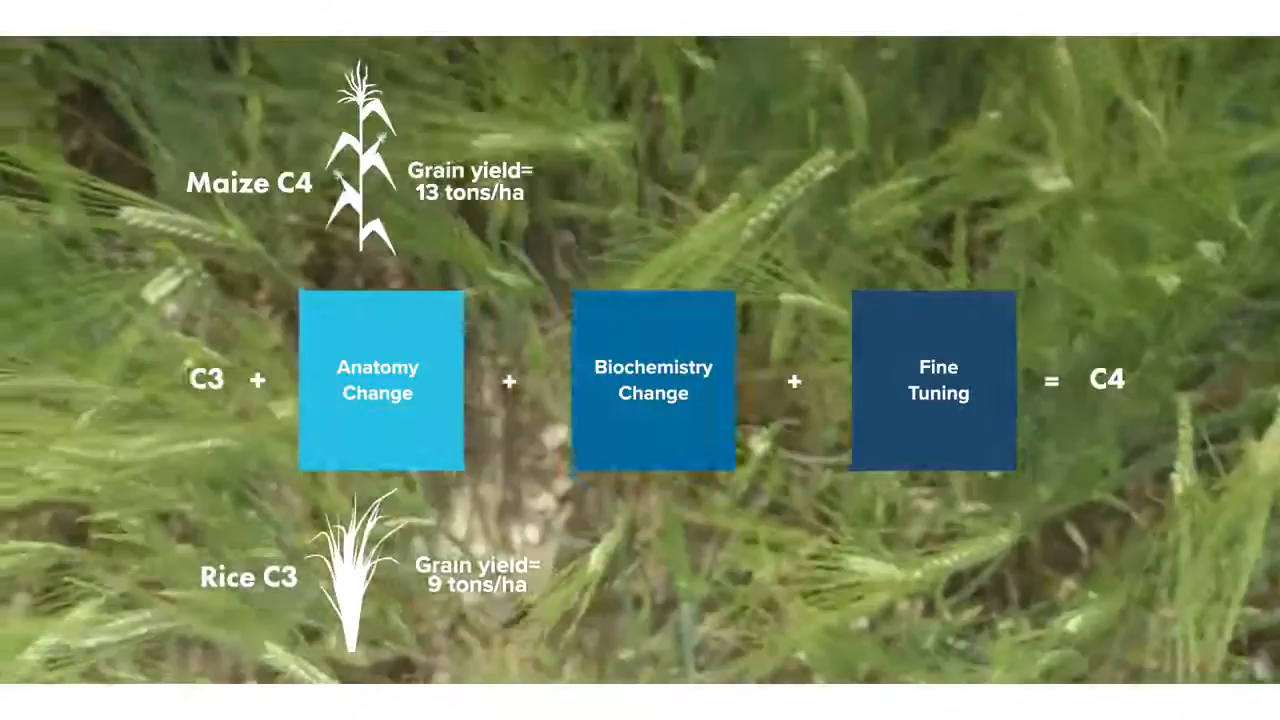 Maize C4
Grain yield=
13 tons/ha
C3 +
Anatomy
Change
+
Biochemistry
Change
+
Fine
Tuning
= C4
Rice C3
Grain yield=
9 tons/ha